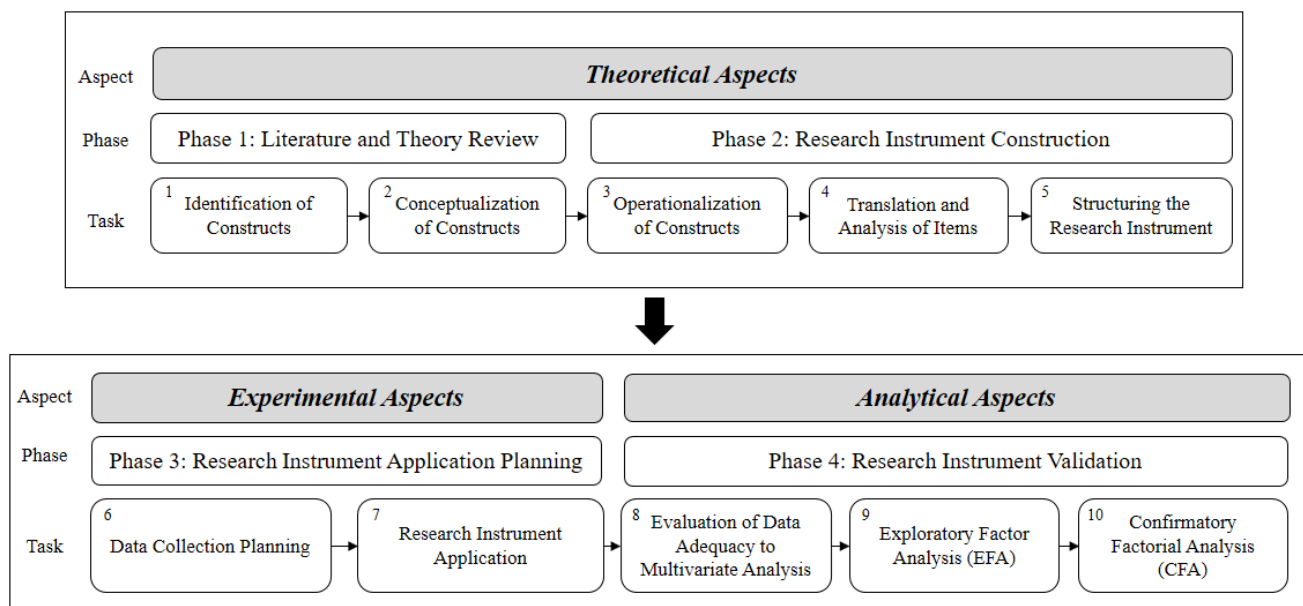 Aspect
Theoretical Aspects
Phase
Phase 1: Literature and Theory Review
Phase 2: Research Instrument Construction
Task
1
Identification of
Constructs
2
Conceptualization
of Constructs
3
Operationalization
of Constructs
4
Translation and
Analysis of Items
5
Structuring the
Research Instrument
Aspect
Experimental Aspects
Analytical Aspects
Phase
Phase 3: Research Instrument Application Planning
Phase 4: Research Instrument Validation
Task
6
Data Collection Planning
7
Research Instrument
Application
8
Evaluation of Data
Adequacy to
Multivariate Analysis
9
Exploratory Factor
Analysis (EFA)
10
Confirmatory
Factorial Analysis
(CFA)